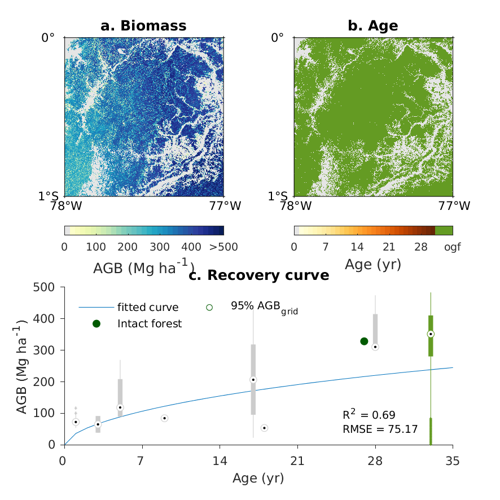 a. Biomass
b. Age
0°
0°
1°S
1°S
78°W
77°W
78°W
77°W
0 100 200 300 400 >500
0 7 14 21 28 ogf
AGB (Mg ha⁻¹)
Age (yr)
c. Recovery curve
500
400
300
200
100
0
AGB (Mg ha⁻¹)
fitted curve
95% AGB_grid
Intact forest
R² = 0.69
RMSE = 75.17
0 7 14 21 28 35
Age (yr)